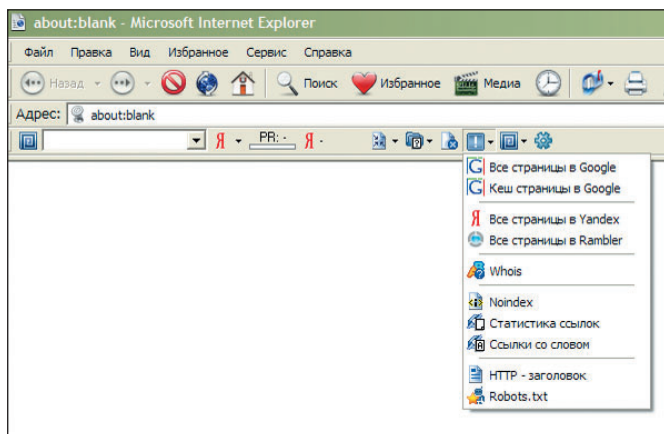 about:blank - Microsoft Internet Explorer
Файл Правка Вид Избранное Сервис Справка
Назад Поиск Избранное Медиа
Адрес: about:blank
Я PR: - Я -
Все страницы в Google
Кеш страницы в Google
Все страницы в Yandex
Все страницы в Rambler
Whois
Noindex
Статистика ссылок
Ссылки со словом
HTTP - заголовок
Robots.txt